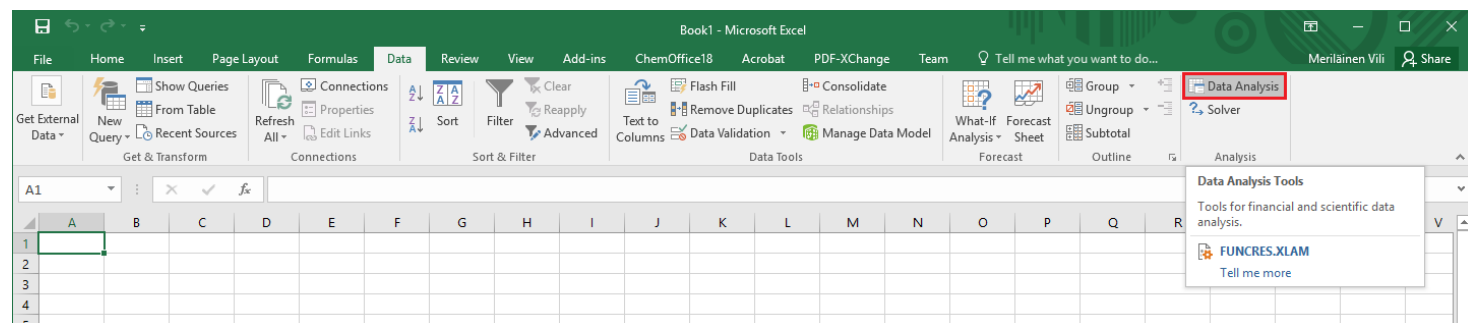 Book1 - Microsoft Excel
File Home Insert Page Layout Formulas Data Review View Add-ins ChemOffice18 Acrobat PDF-XChange Team Tell me what you want to do... Meriläinen Vili Share
Get External Data
New Query
Show Queries
From Table
Recent Sources
Get & Transform
Refresh All
Connections
Properties
Edit Links
Connections
Sort
Filter
Clear
Reapply
Advanced
Sort & Filter
Text to Columns
Flash Fill
Remove Duplicates
Data Validation
Consolidate
Relationships
Manage Data Model
Data Tools
What-If Analysis
Forecast Sheet
Forecast
Group
Ungroup
Subtotal
Outline
Data Analysis
Solver
Analysis
A1 fx
Data Analysis Tools
Tools for financial and scientific data
analysis.
FUNCRES.XLAM
Tell me more
A B C D E F G H I J K L M N O P Q R V
1
2
3
4